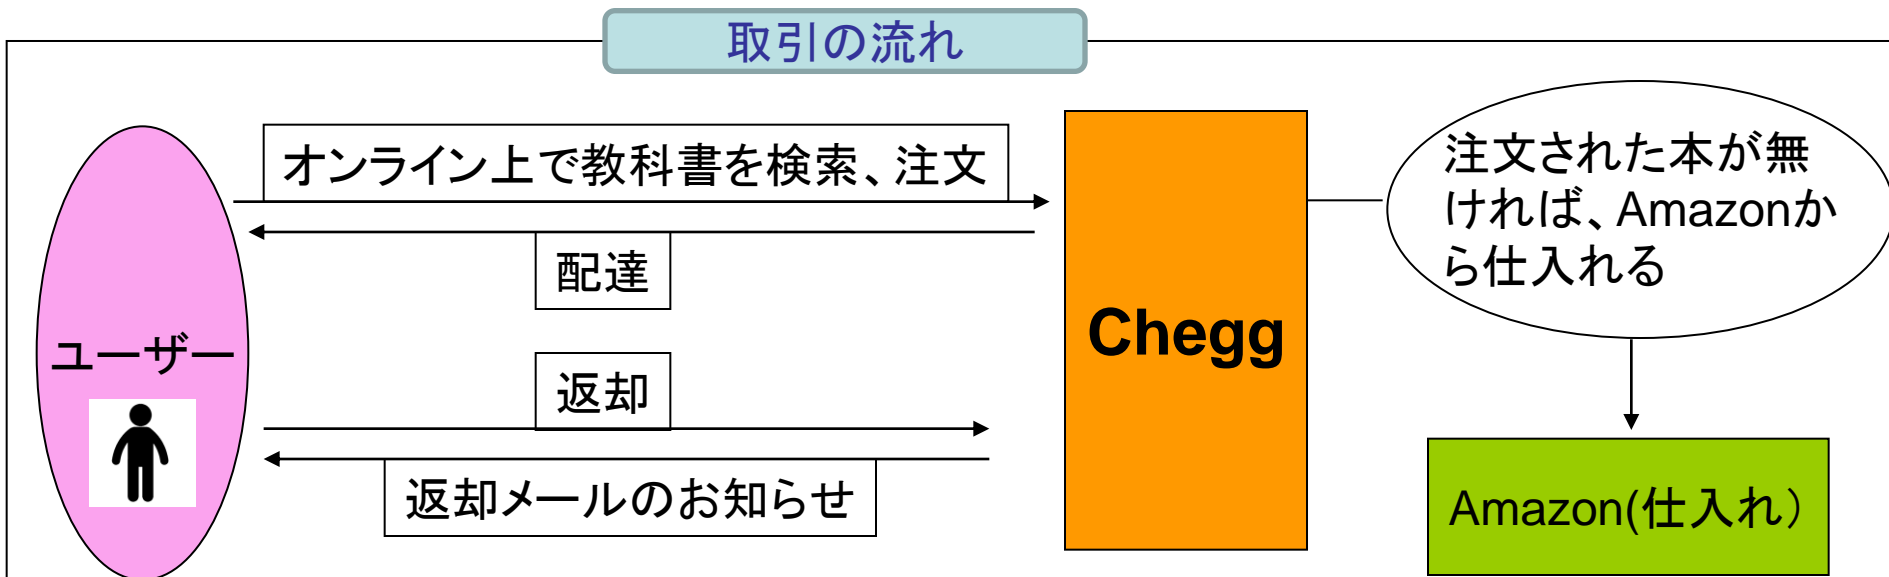 取引の流れ
オンライン上で教科書を検索、注文
配達
ユーザー
返却
返却メールのお知らせ
Chegg
注文された本が無
ければ、Amazonか
ら仕入れる
Amazon(仕入れ）